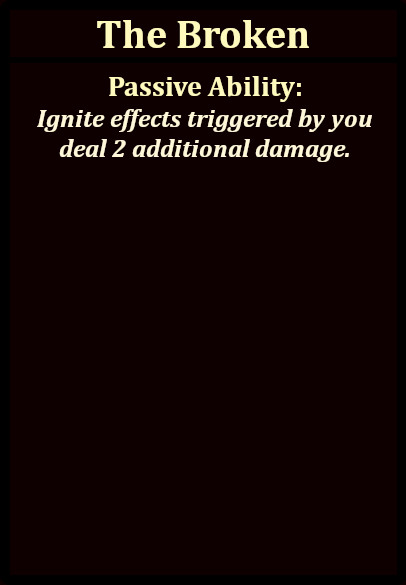 The Broken
Passive Ability:
Ignite effects triggered by you
deal 2 additional damage.